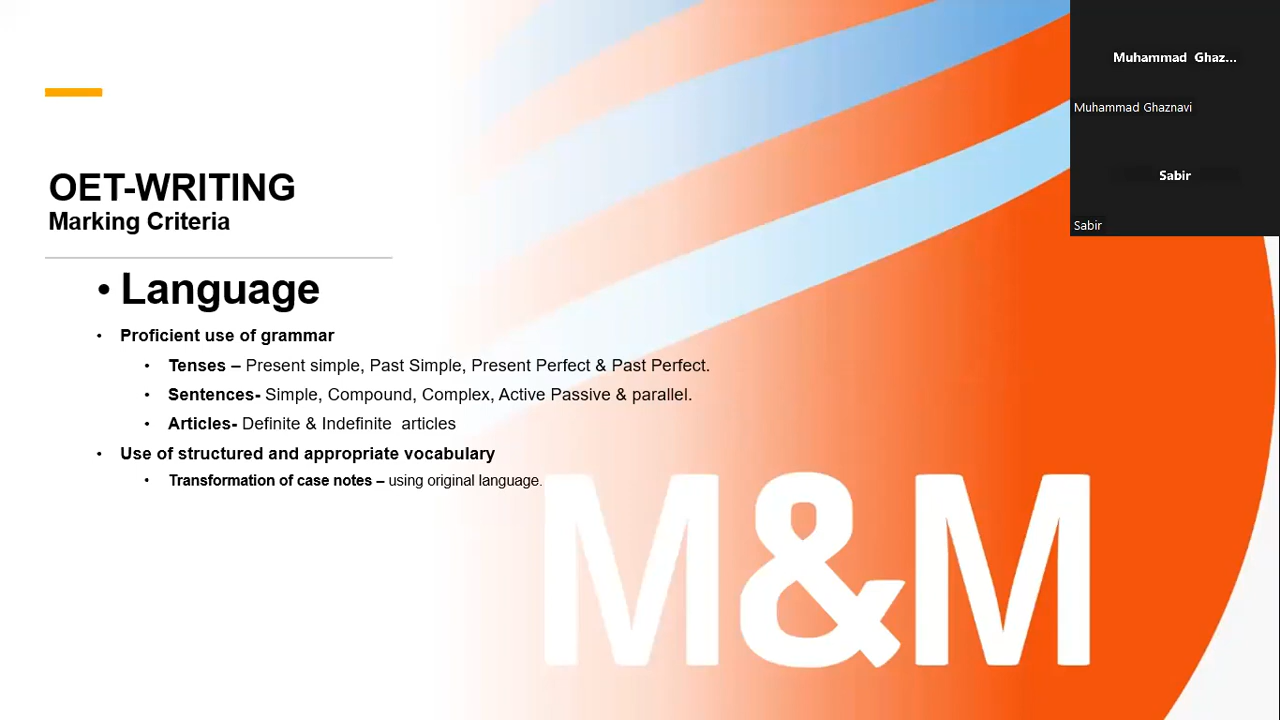 OET-WRITING
Marking Criteria
• Language
• Proficient use of grammar
• Tenses – Present simple, Past Simple, Present Perfect & Past Perfect.
• Sentences- Simple, Compound, Complex, Active Passive & parallel.
• Articles- Definite & Indefinite articles
• Use of structured and appropriate vocabulary
• Transformation of case notes – using original language.
M&M
Muhammad Ghaz...
Muhammad Ghaznavi
Sabir
Sabir